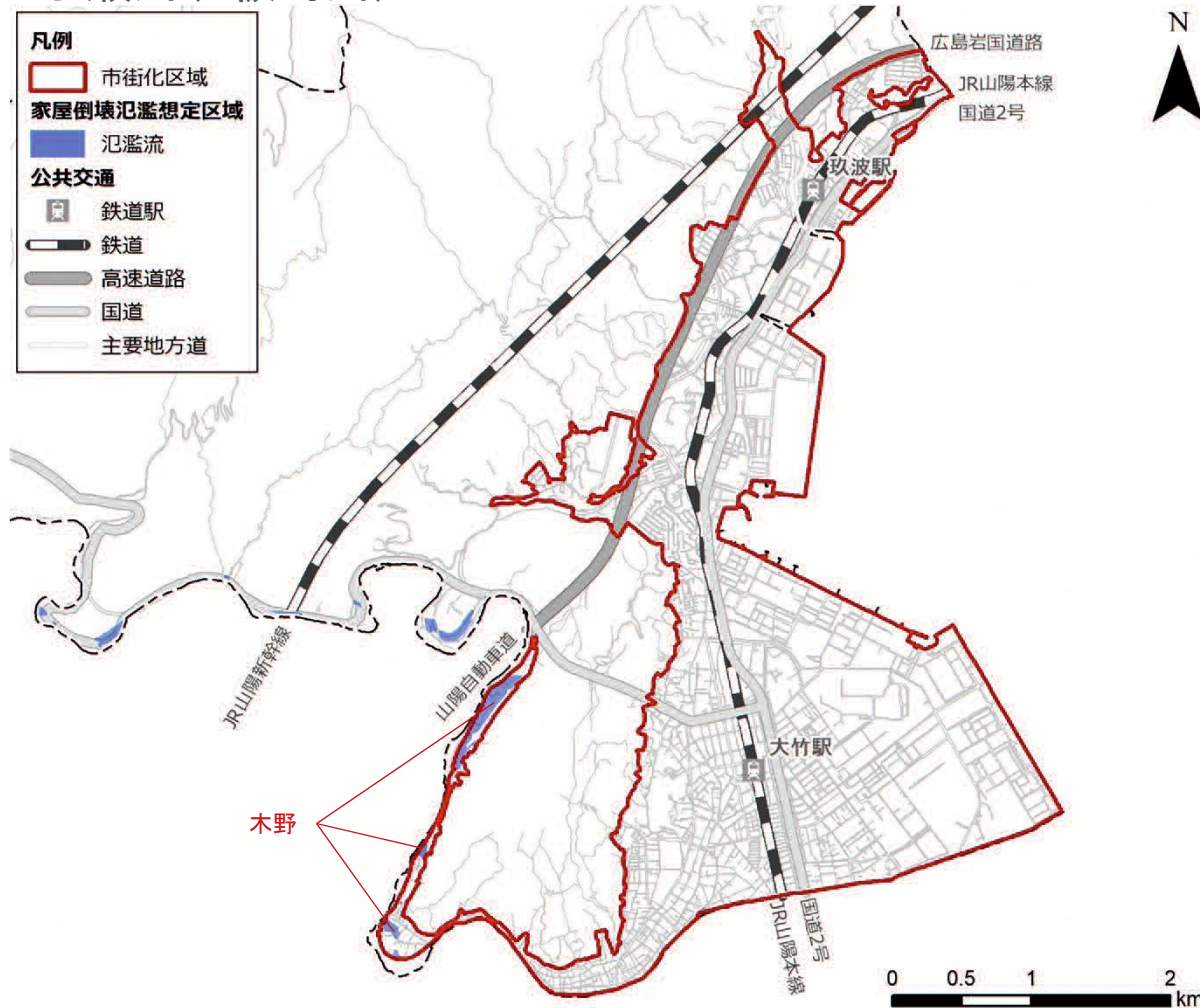 凡例
市街化区域
家屋倒壊氾濫想定区域
氾濫流
公共交通
鉄道駅
鉄道
高速道路
国道
主要地方道
N
広島岩国道路
JR山陽本線
国道2号
玖波駅
JR山陽新幹線
山陽自動車道
大竹駅
木野
JR山陽本線
国道2号
0 0.5 1 2
km